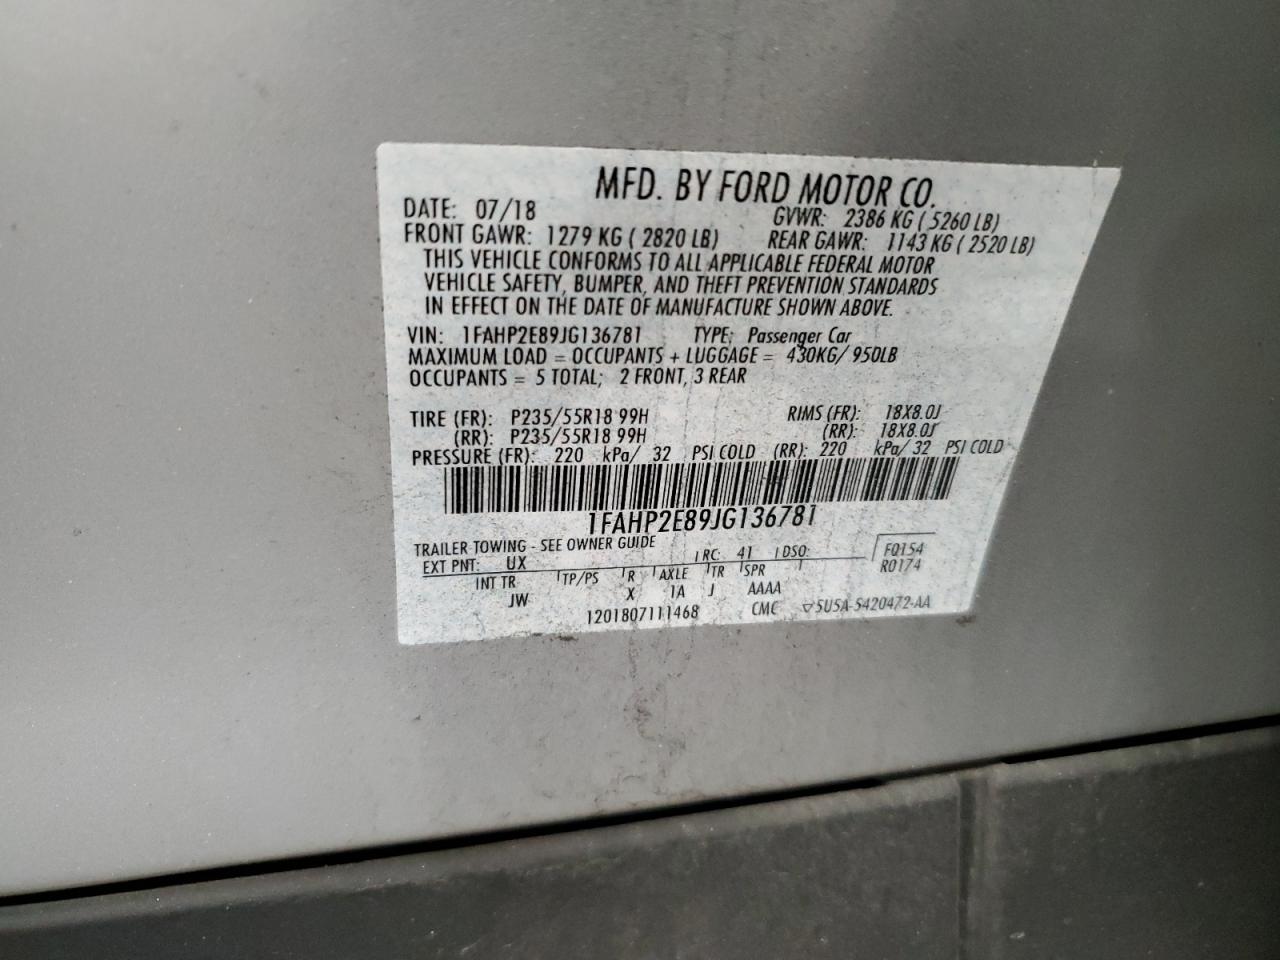 MFD. BY FORD MOTOR CO.
DATE: 07/18 GVWR: 2386 KG ( 5260 LB)
FRONT GAWR: 1279 KG ( 2820 LB) REAR GAWR: 1143 KG ( 2520 LB)
THIS VEHICLE CONFORMS TO ALL APPLICABLE FEDERAL MOTOR
VEHICLE SAFETY, BUMPER, AND THEFT PREVENTION STANDARDS
IN EFFECT ON THE DATE OF MANUFACTURE SHOWN ABOVE.
VIN: 1FAHP2E89JG136781 TYPE: Passenger Car
MAXIMUM LOAD = OCCUPANTS + LUGGAGE = 430KG/ 950LB
OCCUPANTS = 5 TOTAL; 2 FRONT, 3 REAR
TIRE (FR): P235/55R18 99H RIMS (FR): 18X8.0J
(RR): P235/55R18 99H (RR): 18X8.0J
PRESSURE (FR): 220 kPa/ 32 PSI COLD (RR): 220 kPa/ 32 PSI COLD
1FAHP2E89JG136781
TRAILER TOWING - SEE OWNER GUIDE
EXT PNT: UX RC: 41 DSO: FQ154
R0174
INT TR TP/PS R AXLE TR SPR
JW X 1A J AAAA
1201807111468 CMC ▽5U5A-5420472-AA